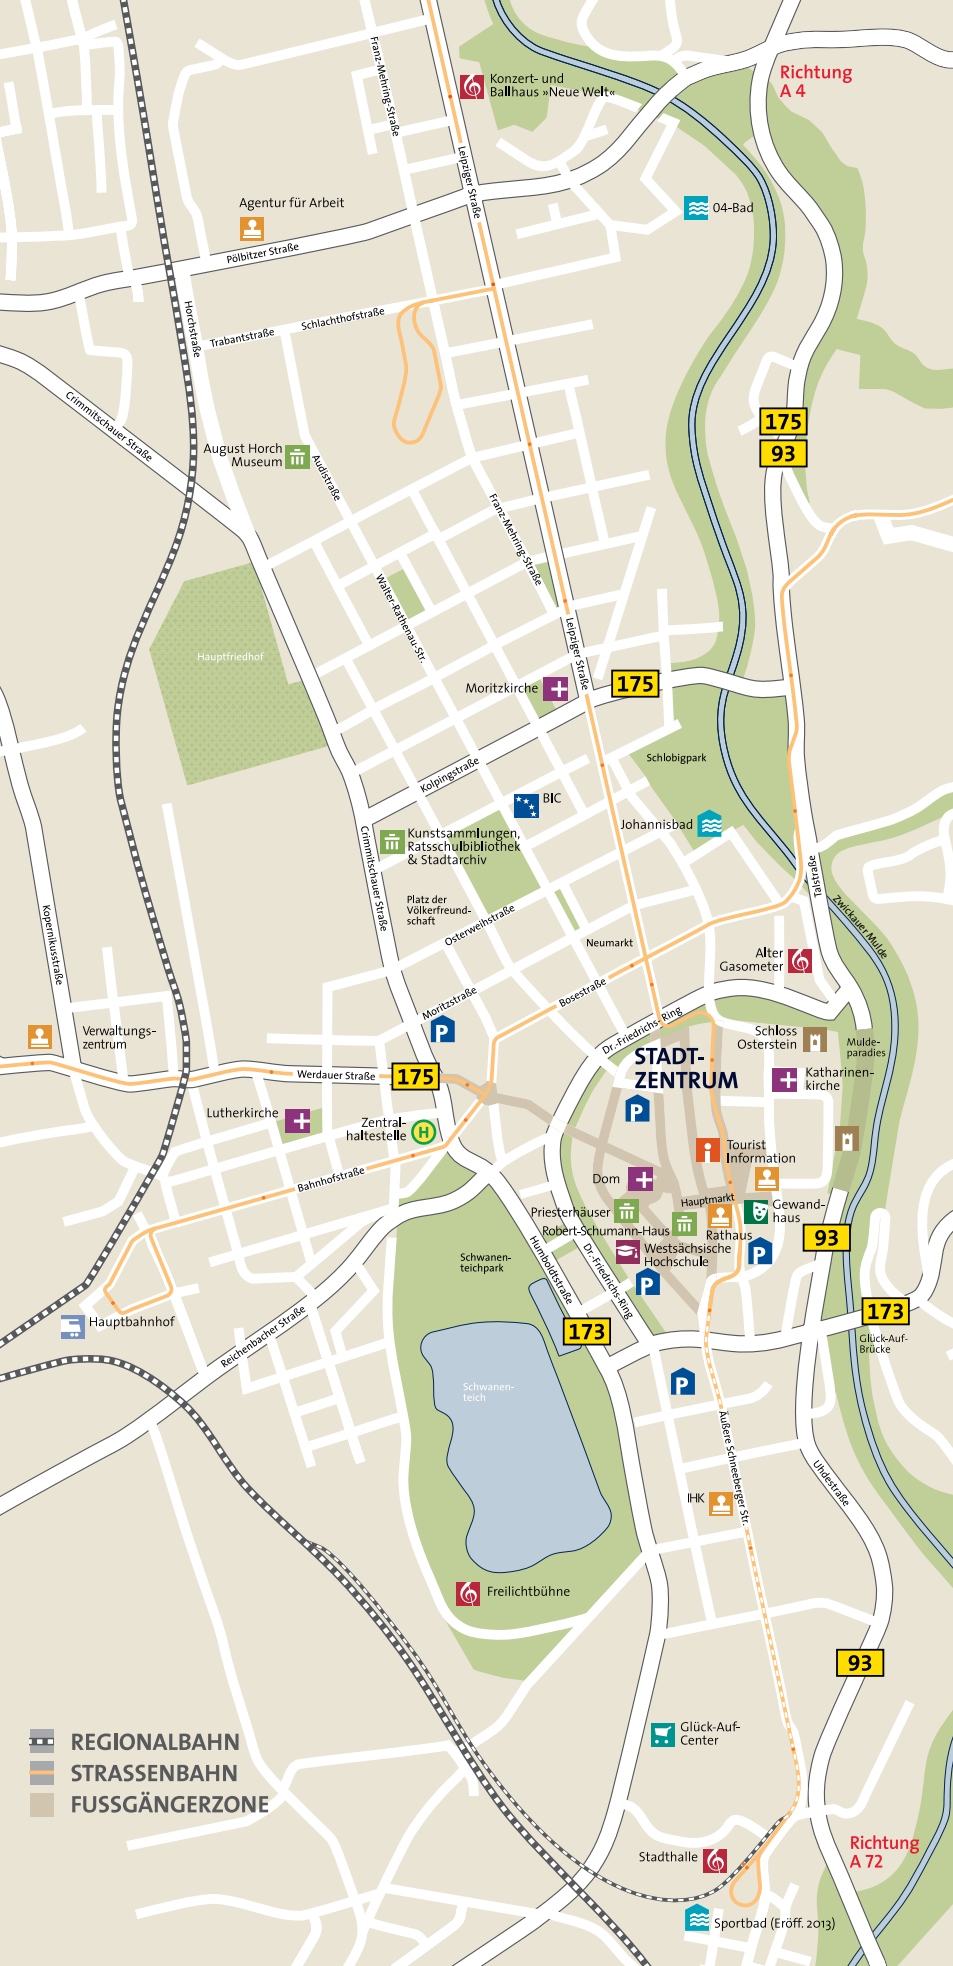 Franz-Mehring-Straße
Konzert- und
Ballhaus »Neue Welt«
Richtung
A 4
Leipziger Straße
Agentur für Arbeit
04-Bad
Pölbitzer Straße
Horchstraße
Trabantstraße
Schlachthofstraße
Crimmitschauer Straße
175
93
August Horch
Museum
Audistraße
Franz-Mehring-Straße
Walter-Rathenau-Str.
Leipziger Straße
Hauptfriedhof
Moritzkirche
175
Schlobigpark
Kolpingstraße
BIC
Johannisbad
Kunstsammlungen,
Ratsschulbibliothek
& Stadtarchiv
Crimmitschauer Straße
Talstraße
Platz der
Völkerfreund-
schaft
Osterweihstraße
Zwickauer Mulde
Kopernikusstraße
Neumarkt
Alter
Gasometer
Moritzstraße
Bosestraße
P
Dr.-Friedrichs-Ring
Verwaltungs-
zentrum
STADT-
ZENTRUM
Schloss
Osterstein
Mulde-
paradies
Werdauer Straße
175
Katharinen-
kirche
P
Lutherkirche
Zentral-
haltestelle
H
Tourist
Information
Bahnhofstraße
Dom
Hauptmarkt
Priesterhäuser
Gewand-
haus
Robert-Schumann-Haus
Rathaus
93
Westsächsische
Hochschule
P
P
Schwanen-
teichpark
Humboldtstraße
Dr.-Friedrichs-Ring
173
Hauptbahnhof
Reichenbacher Straße
173
Glück-Auf-
Brücke
Schwanen-
teich
P
Äußere Schneeberger Str.
Uhdestraße
IHK
Freilichtbühne
93
Glück-Auf-
Center
REGIONALBAHN
STRASSENBAHN
FUSSGÄNGERZONE
Richtung
A 72
Stadthalle
Sportbad (Eröff. 2013)